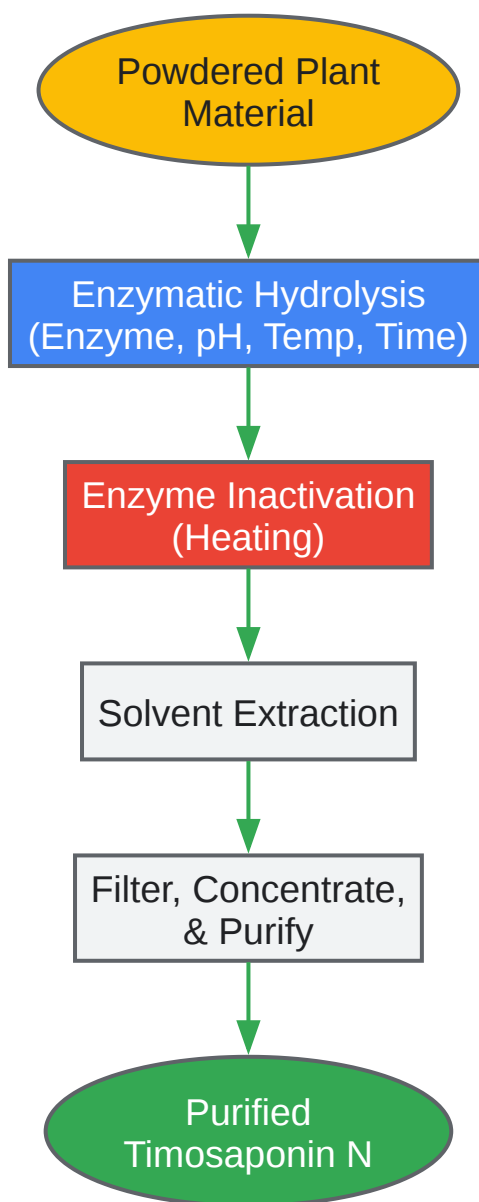 Powdered Plant
Material
Enzymatic Hydrolysis
(Enzyme, pH, Temp, Time)
Enzyme Inactivation
(Heating)
Solvent Extraction
Filter, Concentrate,
& Purify
Purified
Timosaponin N